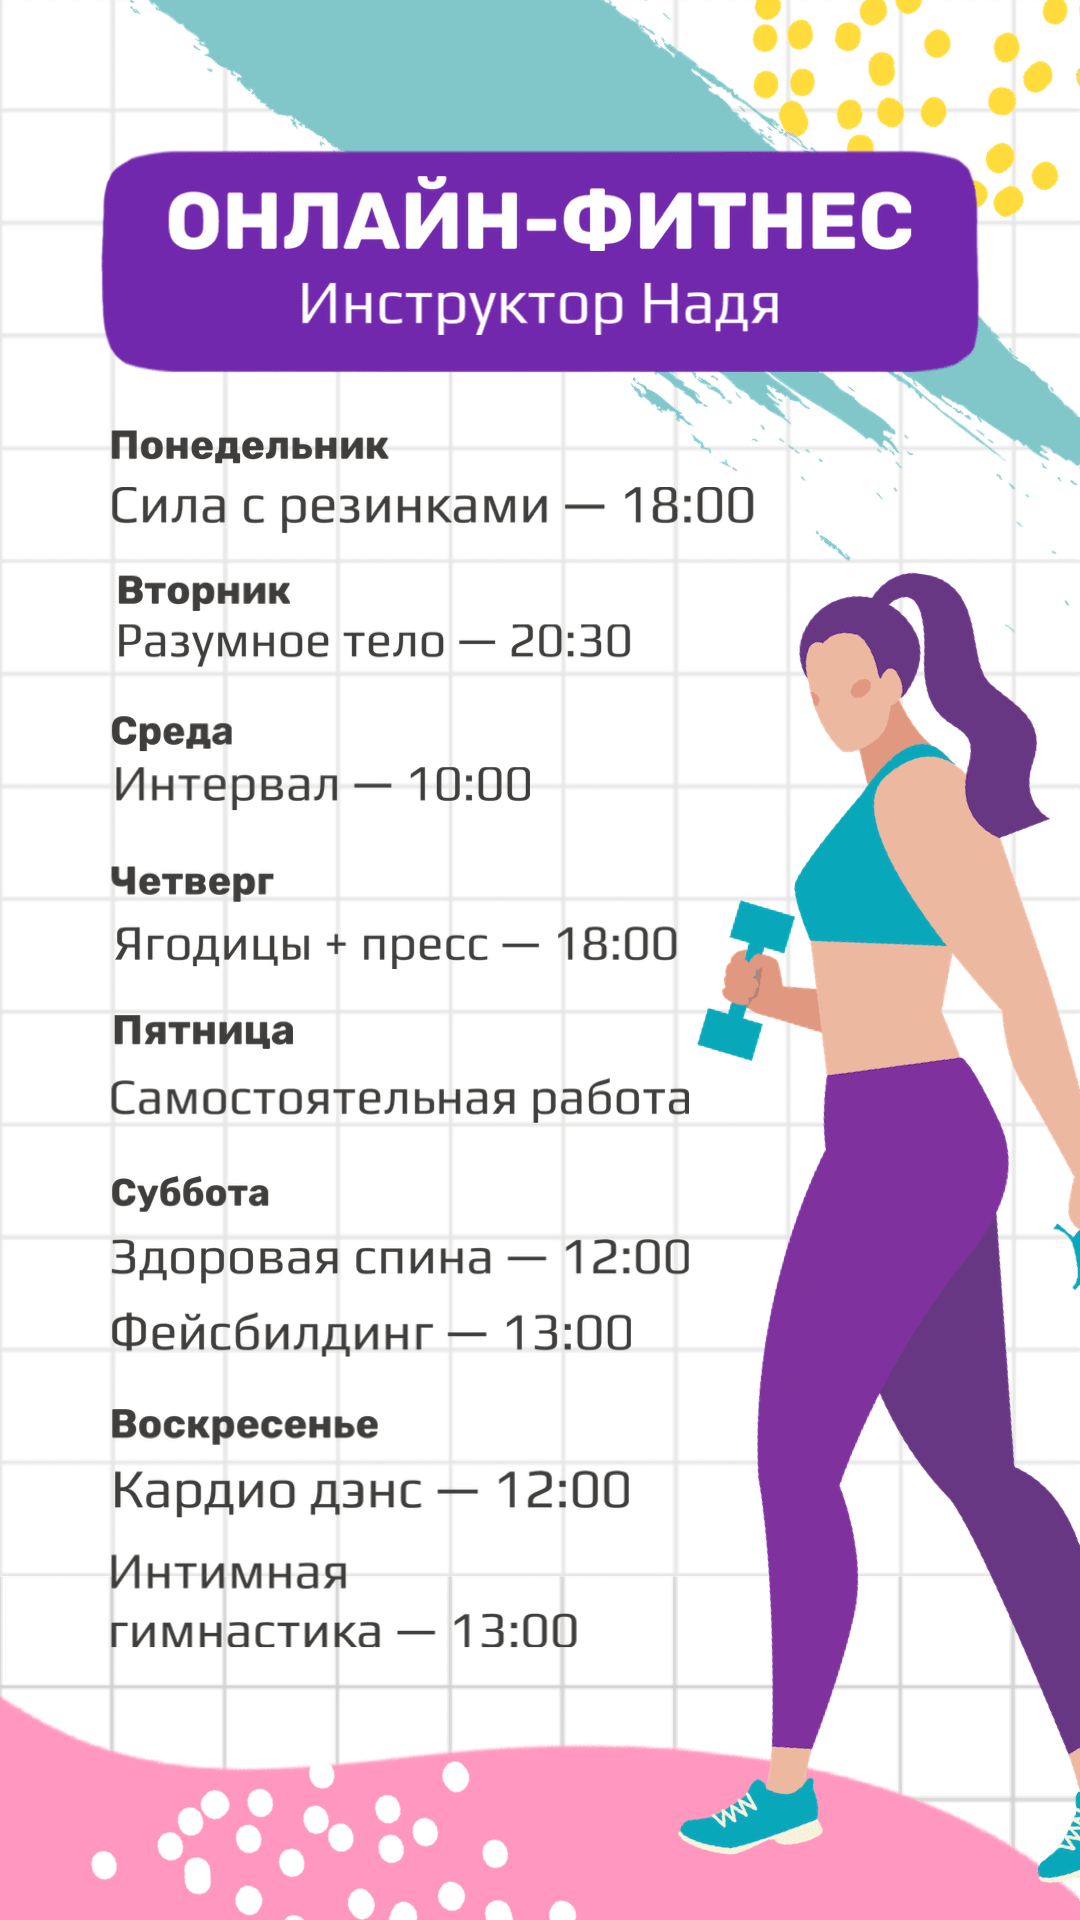 ОНЛАЙН-ФИТНЕС
Инструктор Надя
Понедельник
Сила с резинками — 18:00
Вторник
Разумное тело — 20:30
Среда
Интервал — 10:00
Четверг
Ягодицы + пресс — 18:00
Пятница
Самостоятельная работа
Суббота
Здоровая спина — 12:00
Фейсбилдинг — 13:00
Воскресенье
Кардио дэнс — 12:00
Интимная
гимнастика — 13:00